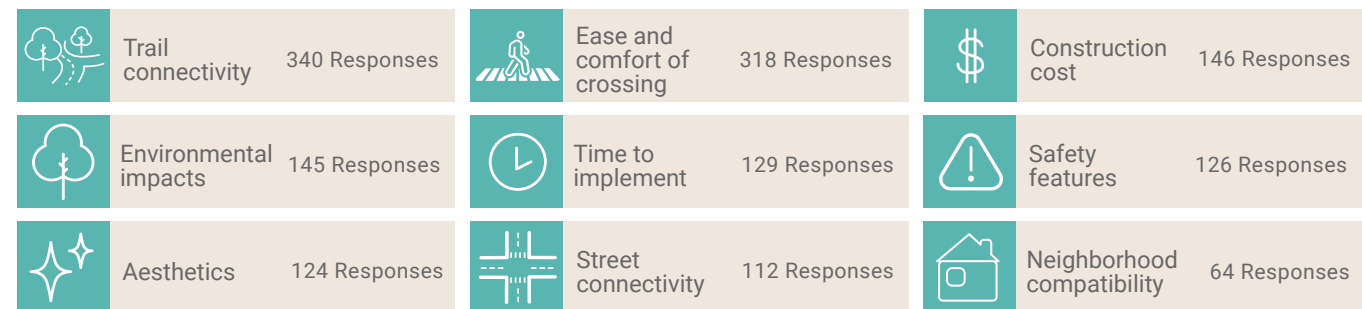 Trail
connectivity
340 Responses
Ease and
comfort of
crossing
318 Responses
Construction
cost
146 Responses
Environmental
impacts
145 Responses
Time to
implement
129 Responses
Safety
features
126 Responses
Aesthetics
124 Responses
Street
connectivity
112 Responses
Neighborhood
compatibility
64 Responses